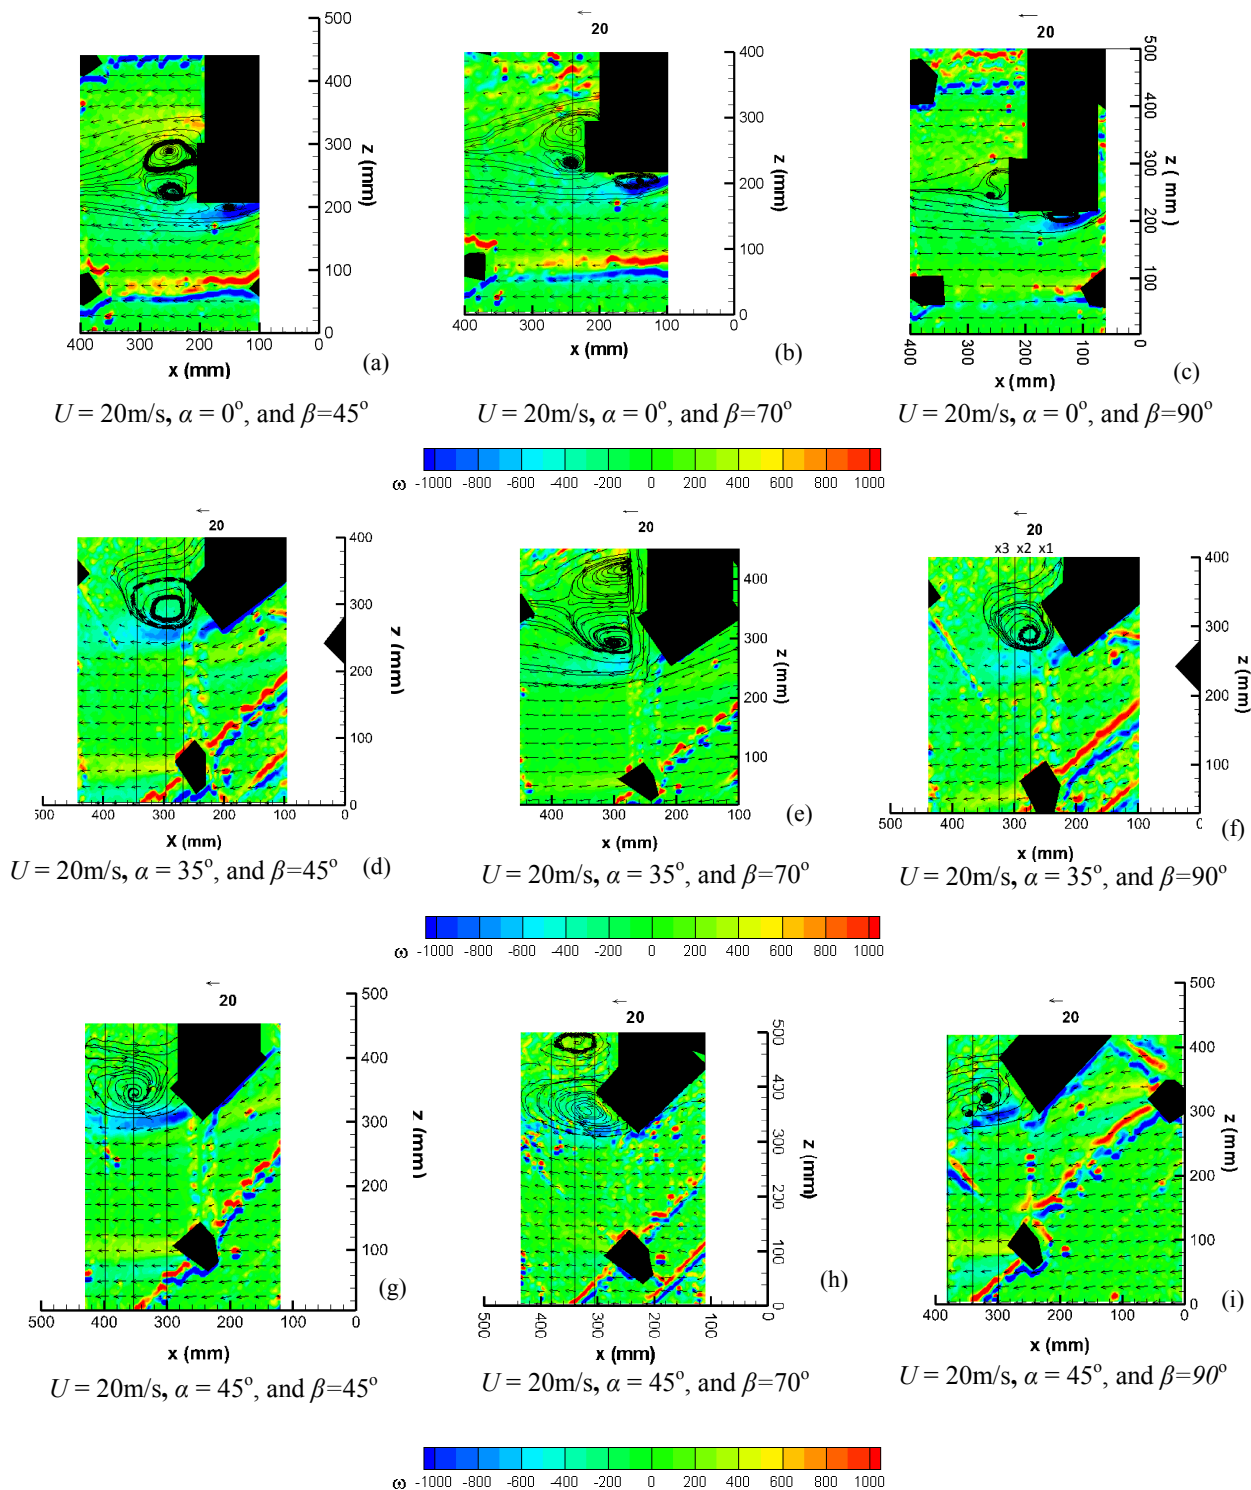 500
400
300
200
100
0
z (mm)
400 300 200 100 0
x (mm)
(a)
U = 20m/s, α = 0°, and β=45°
20
400
300
200
100
0
z (mm)
400 300 200 100 0
x (mm)
(b)
U = 20m/s, α = 0°, and β=70°
20
500
400
300
200
100
0
z ( mm )
400 300 200 100 0
x (mm)
(c)
U = 20m/s, α = 0°, and β=90°
ω -1000 -800 -600 -400 -200 0 200 400 600 800 1000
20
400
300
200
100
0
z (mm)
500 400 300 200 100 0
X (mm)
(d)
U = 20m/s, α = 35°, and β=45°
20
400
300
200
100
z (mm)
400 300 200 100
x (mm)
(e)
U = 20m/s, α = 35°, and β=70°
20
x3 x2 x1
400
300
200
100
0
z (mm)
500 400 300 200 100 0
x (mm)
(f)
U = 20m/s, α = 35°, and β=90°
ω -1000 -800 -600 -400 -200 0 200 400 600 800 1000
20
500
400
300
200
100
0
z (mm)
500 400 300 200 100 0
x (mm)
(g)
U = 20m/s, α = 45°, and β=45°
20
500
400
300
200
100
0
z (mm)
500 400 300 200 100 0
x (mm)
(h)
U = 20m/s, α = 45°, and β=70°
20
500
400
300
200
100
0
z (mm)
400 300 200 100 0
x (mm)
(i)
U = 20m/s, α = 45°, and β=90°
ω -1000 -800 -600 -400 -200 0 200 400 600 800 1000